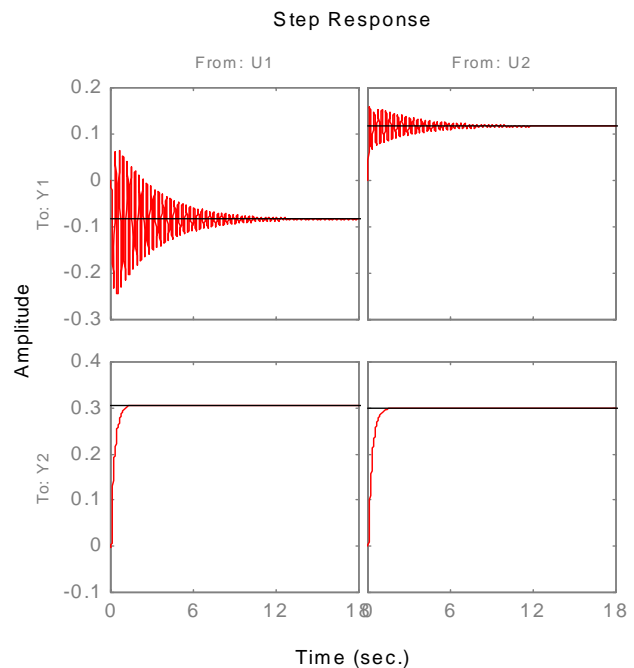 Step Response
From: U1
From: U2
0.2
0.1
0
-0.1
-0.2
-0.3
To: Y1
Amplitude
0.4
0.3
0.2
0.1
0
-0.1
To: Y2
0
6
12
18
0
6
12
18
Time (sec.)